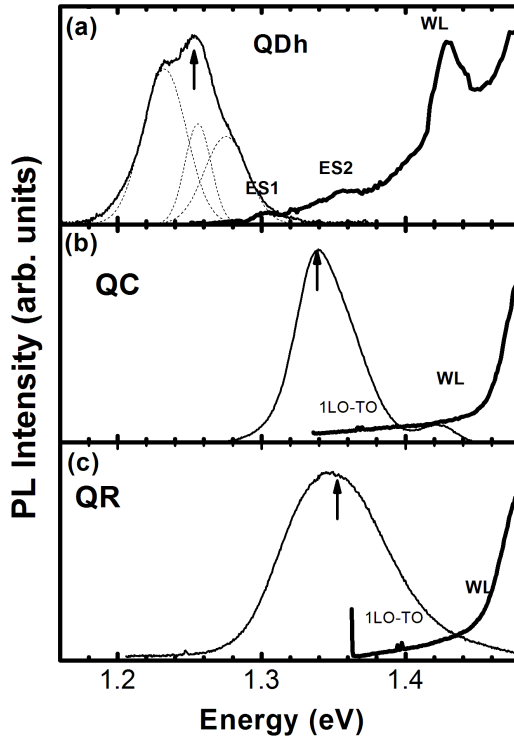 (a)
QDh
WL
ES1
ES2
(b)
QC
1LO-TO
WL
(c)
QR
1LO-TO
WL
PL Intensity (arb. units)
1.2 1.3 1.4
Energy (eV)